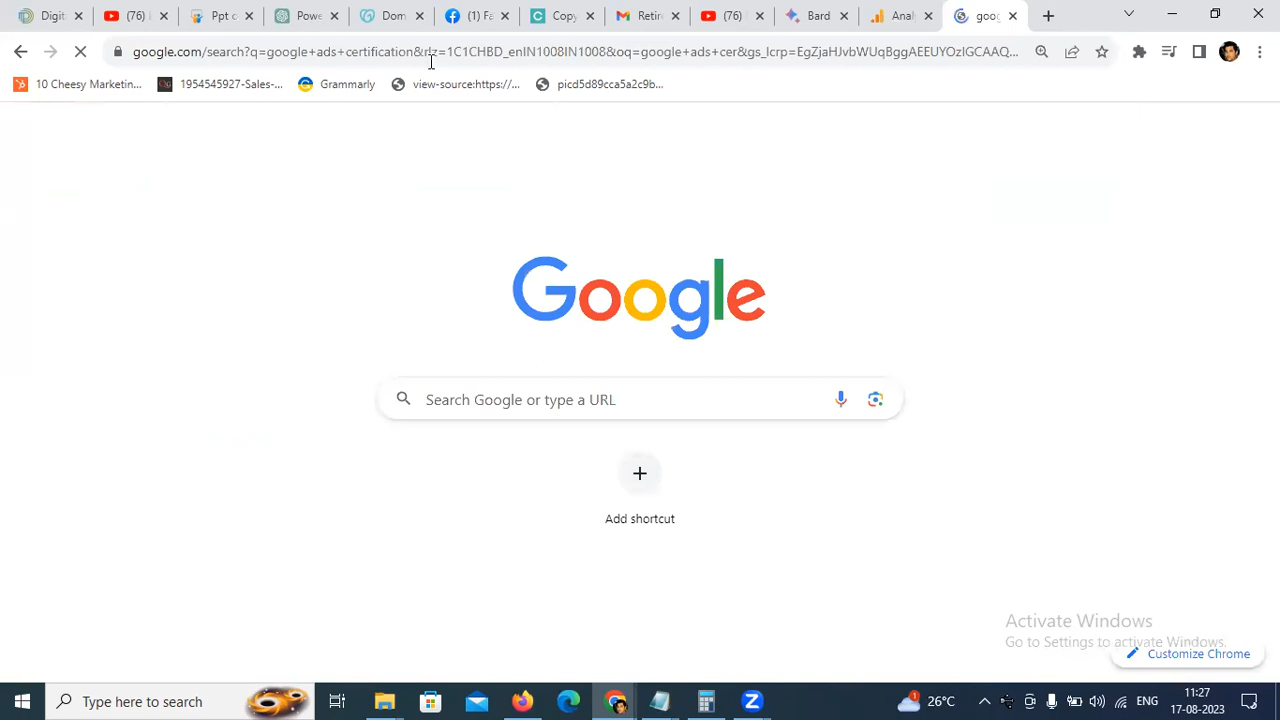 Digit
(76)
Ppt c
Powe
Dom
(1) Fa
Copy
Retire
(76)
Bard
Analy
goog
google.com/search?q=google+ads+certification&rlz=1C1CHBD_enIN1008IN1008&oq=google+ads+cer&gs_lcrp=EgZjaHJvbWUqBggAEEUYOzIGCAAQ...
10 Cheesy Marketin...
1954545927-Sales-...
Grammarly
view-source:https://...
picd5d89cca5a2c9b...
Google
Search Google or type a URL
Add shortcut
Activate Windows
Go to Settings to activate Windows.
Customize Chrome
Type here to search
1
26°C
ENG
11:27
17-08-2023